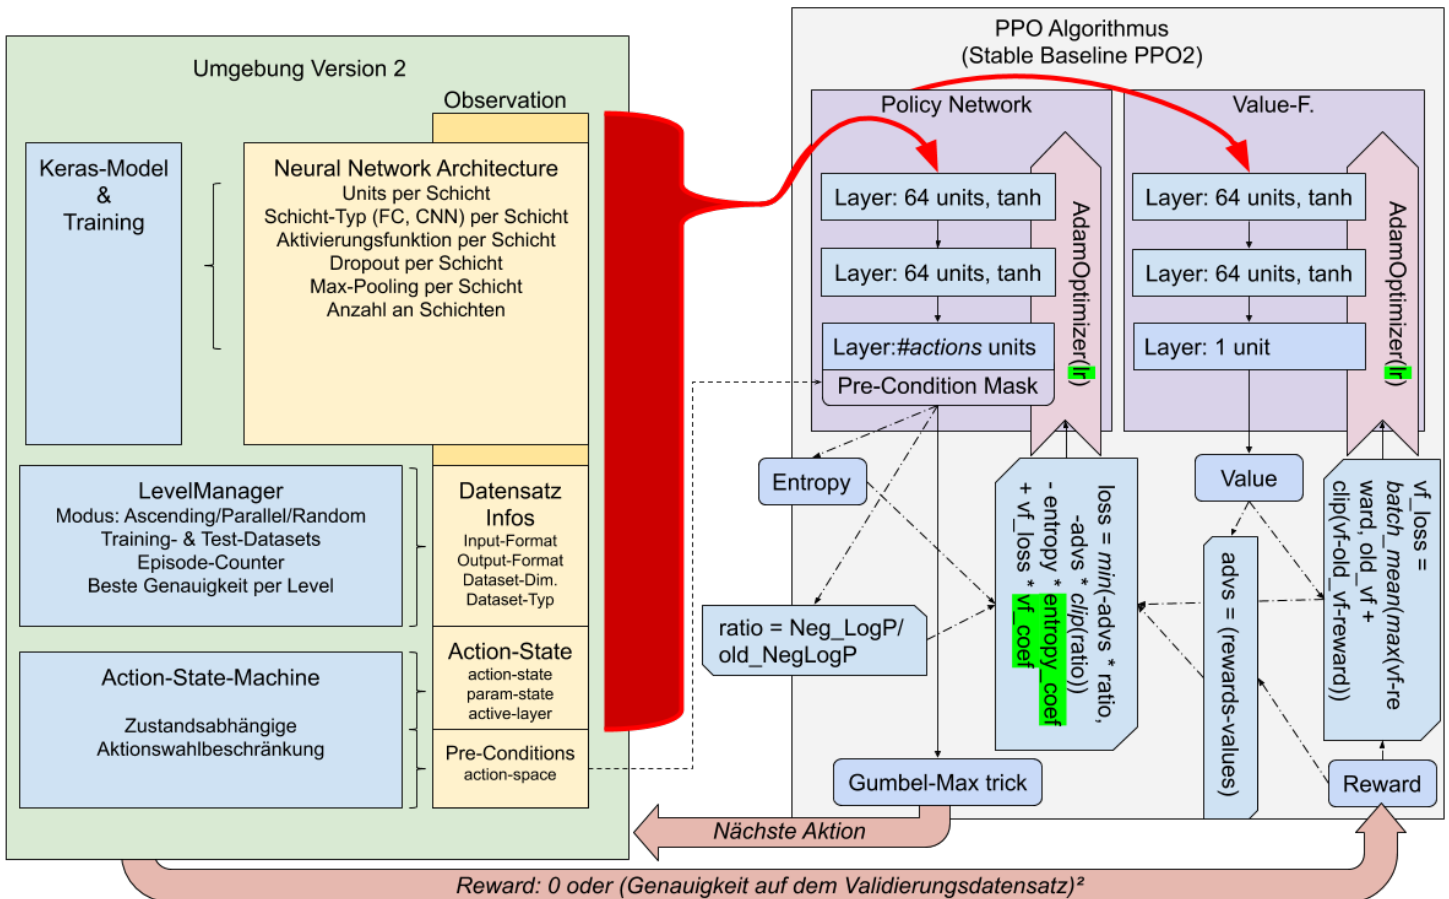 Umgebung Version 2
Observation
Keras-Model
&
Training
Neural Network Architecture
Units per Schicht
Schicht-Typ (FC, CNN) per Schicht
Aktivierungsfunktion per Schicht
Dropout per Schicht
Max-Pooling per Schicht
Anzahl an Schichten
LevelManager
Modus: Ascending/Parallel/Random
Training- & Test-Datasets
Episode-Counter
Beste Genauigkeit per Level
Datensatz
Infos
Input-Format
Output-Format
Dataset-Dim.
Dataset-Typ
Action-State-Machine
Zustandsabhängige
Aktionswahlbeschränkung
Action-State
action-state
param-state
active-layer
Pre-Conditions
action-space
PPO Algorithmus
(Stable Baseline PPO2)
Policy Network
Layer: 64 units, tanh
Layer: 64 units, tanh
Layer:#actions units
Pre-Condition Mask
AdamOptimizer(lr)
Value-F.
Layer: 64 units, tanh
Layer: 64 units, tanh
Layer: 1 unit
AdamOptimizer(lr)
Entropy
ratio = Neg_LogP/
old_NegLogP
loss = min(-advs * ratio,
-advs * clip(ratio))
- entropy * entropy_coef
+ vf_loss * vf_coef
Value
advs = (rewards-values)
vf_loss =
batch_mean(max(vf-re
ward, old_vf +
clip(vf-old_vf-reward))
Gumbel-Max trick
Reward
Nächste Aktion
Reward: 0 oder (Genauigkeit auf dem Validierungsdatensatz)²